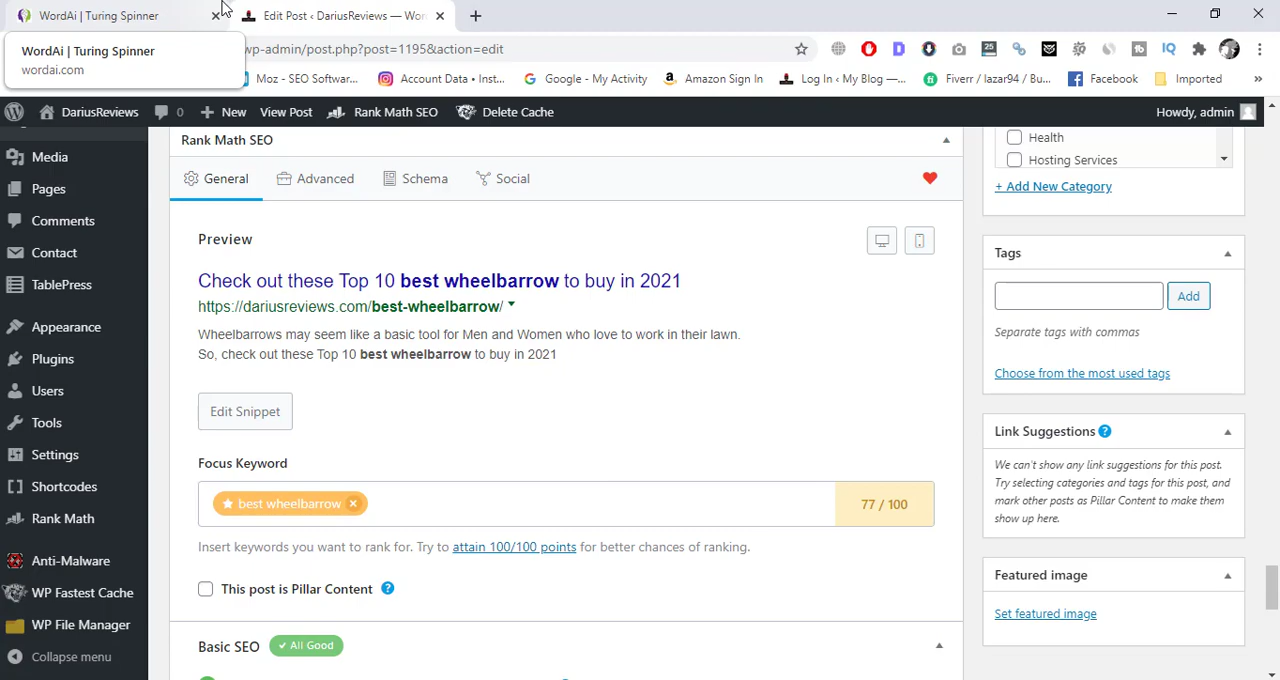 WordAi | Turing Spinner
Edit Post ‹ DariusReviews — Wor
WordAi | Turing Spinner
wordai.com
wp-admin/post.php?post=1195&action=edit
25
IQ
Moz - SEO Softwar...
Account Data • Inst...
Google - My Activity
Amazon Sign In
Log In ‹ My Blog —...
Fiverr / lazar94 / Bu...
Facebook
Imported
»
DariusReviews
0
New
View Post
Rank Math SEO
Delete Cache
Howdy, admin
Media
Pages
Comments
Contact
TablePress
Appearance
Plugins
Users
Tools
Settings
Shortcodes
Rank Math
Anti-Malware
WP Fastest Cache
WP File Manager
Collapse menu
Rank Math SEO
General
Advanced
Schema
Social
Preview
Check out these Top 10 best wheelbarrow to buy in 2021
https://dariusreviews.com/best-wheelbarrow/
Wheelbarrows may seem like a basic tool for Men and Women who love to work in their lawn.
So, check out these Top 10 best wheelbarrow to buy in 2021
Edit Snippet
Focus Keyword
best wheelbarrow
77 / 100
Insert keywords you want to rank for. Try to attain 100/100 points for better chances of ranking.
This post is Pillar Content
Basic SEO
All Good
Health
Hosting Services
+ Add New Category
Tags
Add
Separate tags with commas
Choose from the most used tags
Link Suggestions
We can't show any link suggestions for this post.
Try selecting categories and tags for this post, and
mark other posts as Pillar Content to make them
show up here.
Featured image
Set featured image